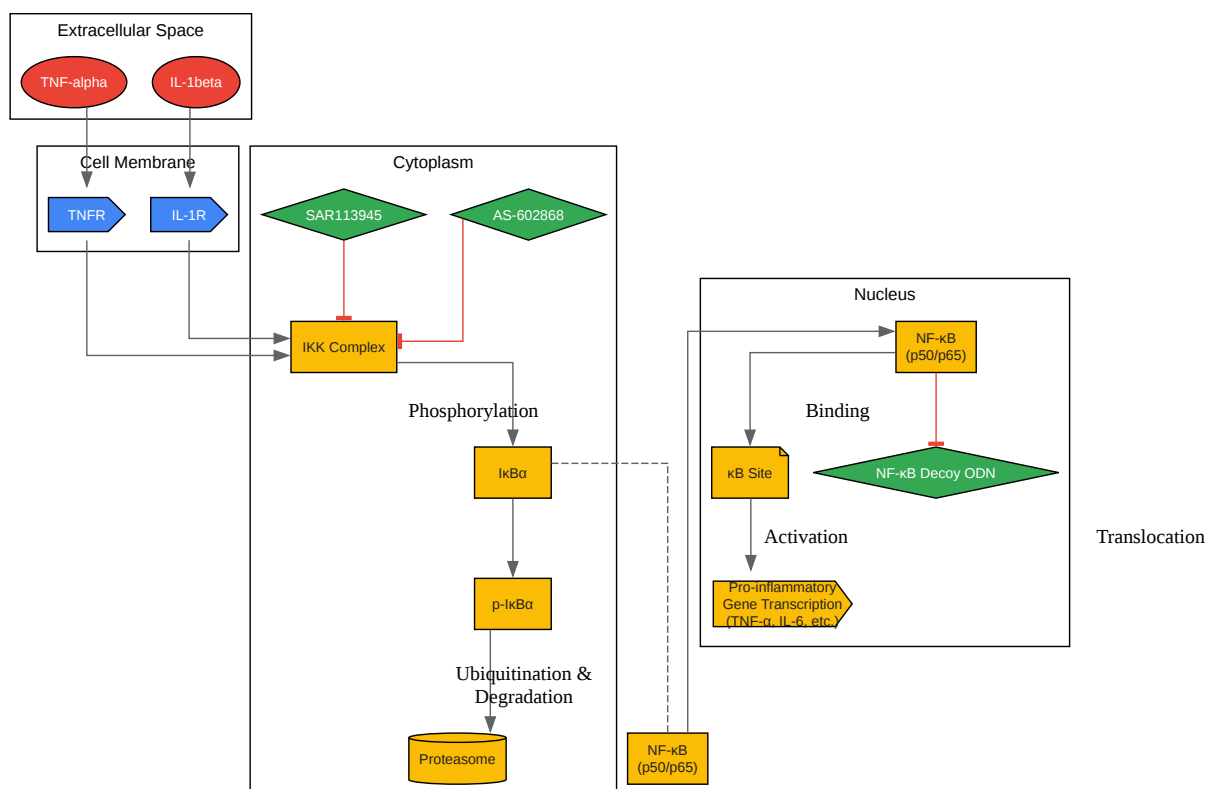 Extracellular Space
TNF-alpha
IL-1beta
Cell Membrane
TNFR
IL-1R
Cytoplasm
SAR113945
AS-602868
IKK Complex
Phosphorylation
IκBα
p-IκBα
Ubiquitination &
Degradation
Proteasome
NF-κB
(p50/p65)
Nucleus
NF-κB
(p50/p65)
Binding
κB Site
NF-κB Decoy ODN
Activation
Pro-inflammatory
Gene Transcription
(TNF-α, IL-6, etc.)
Translocation